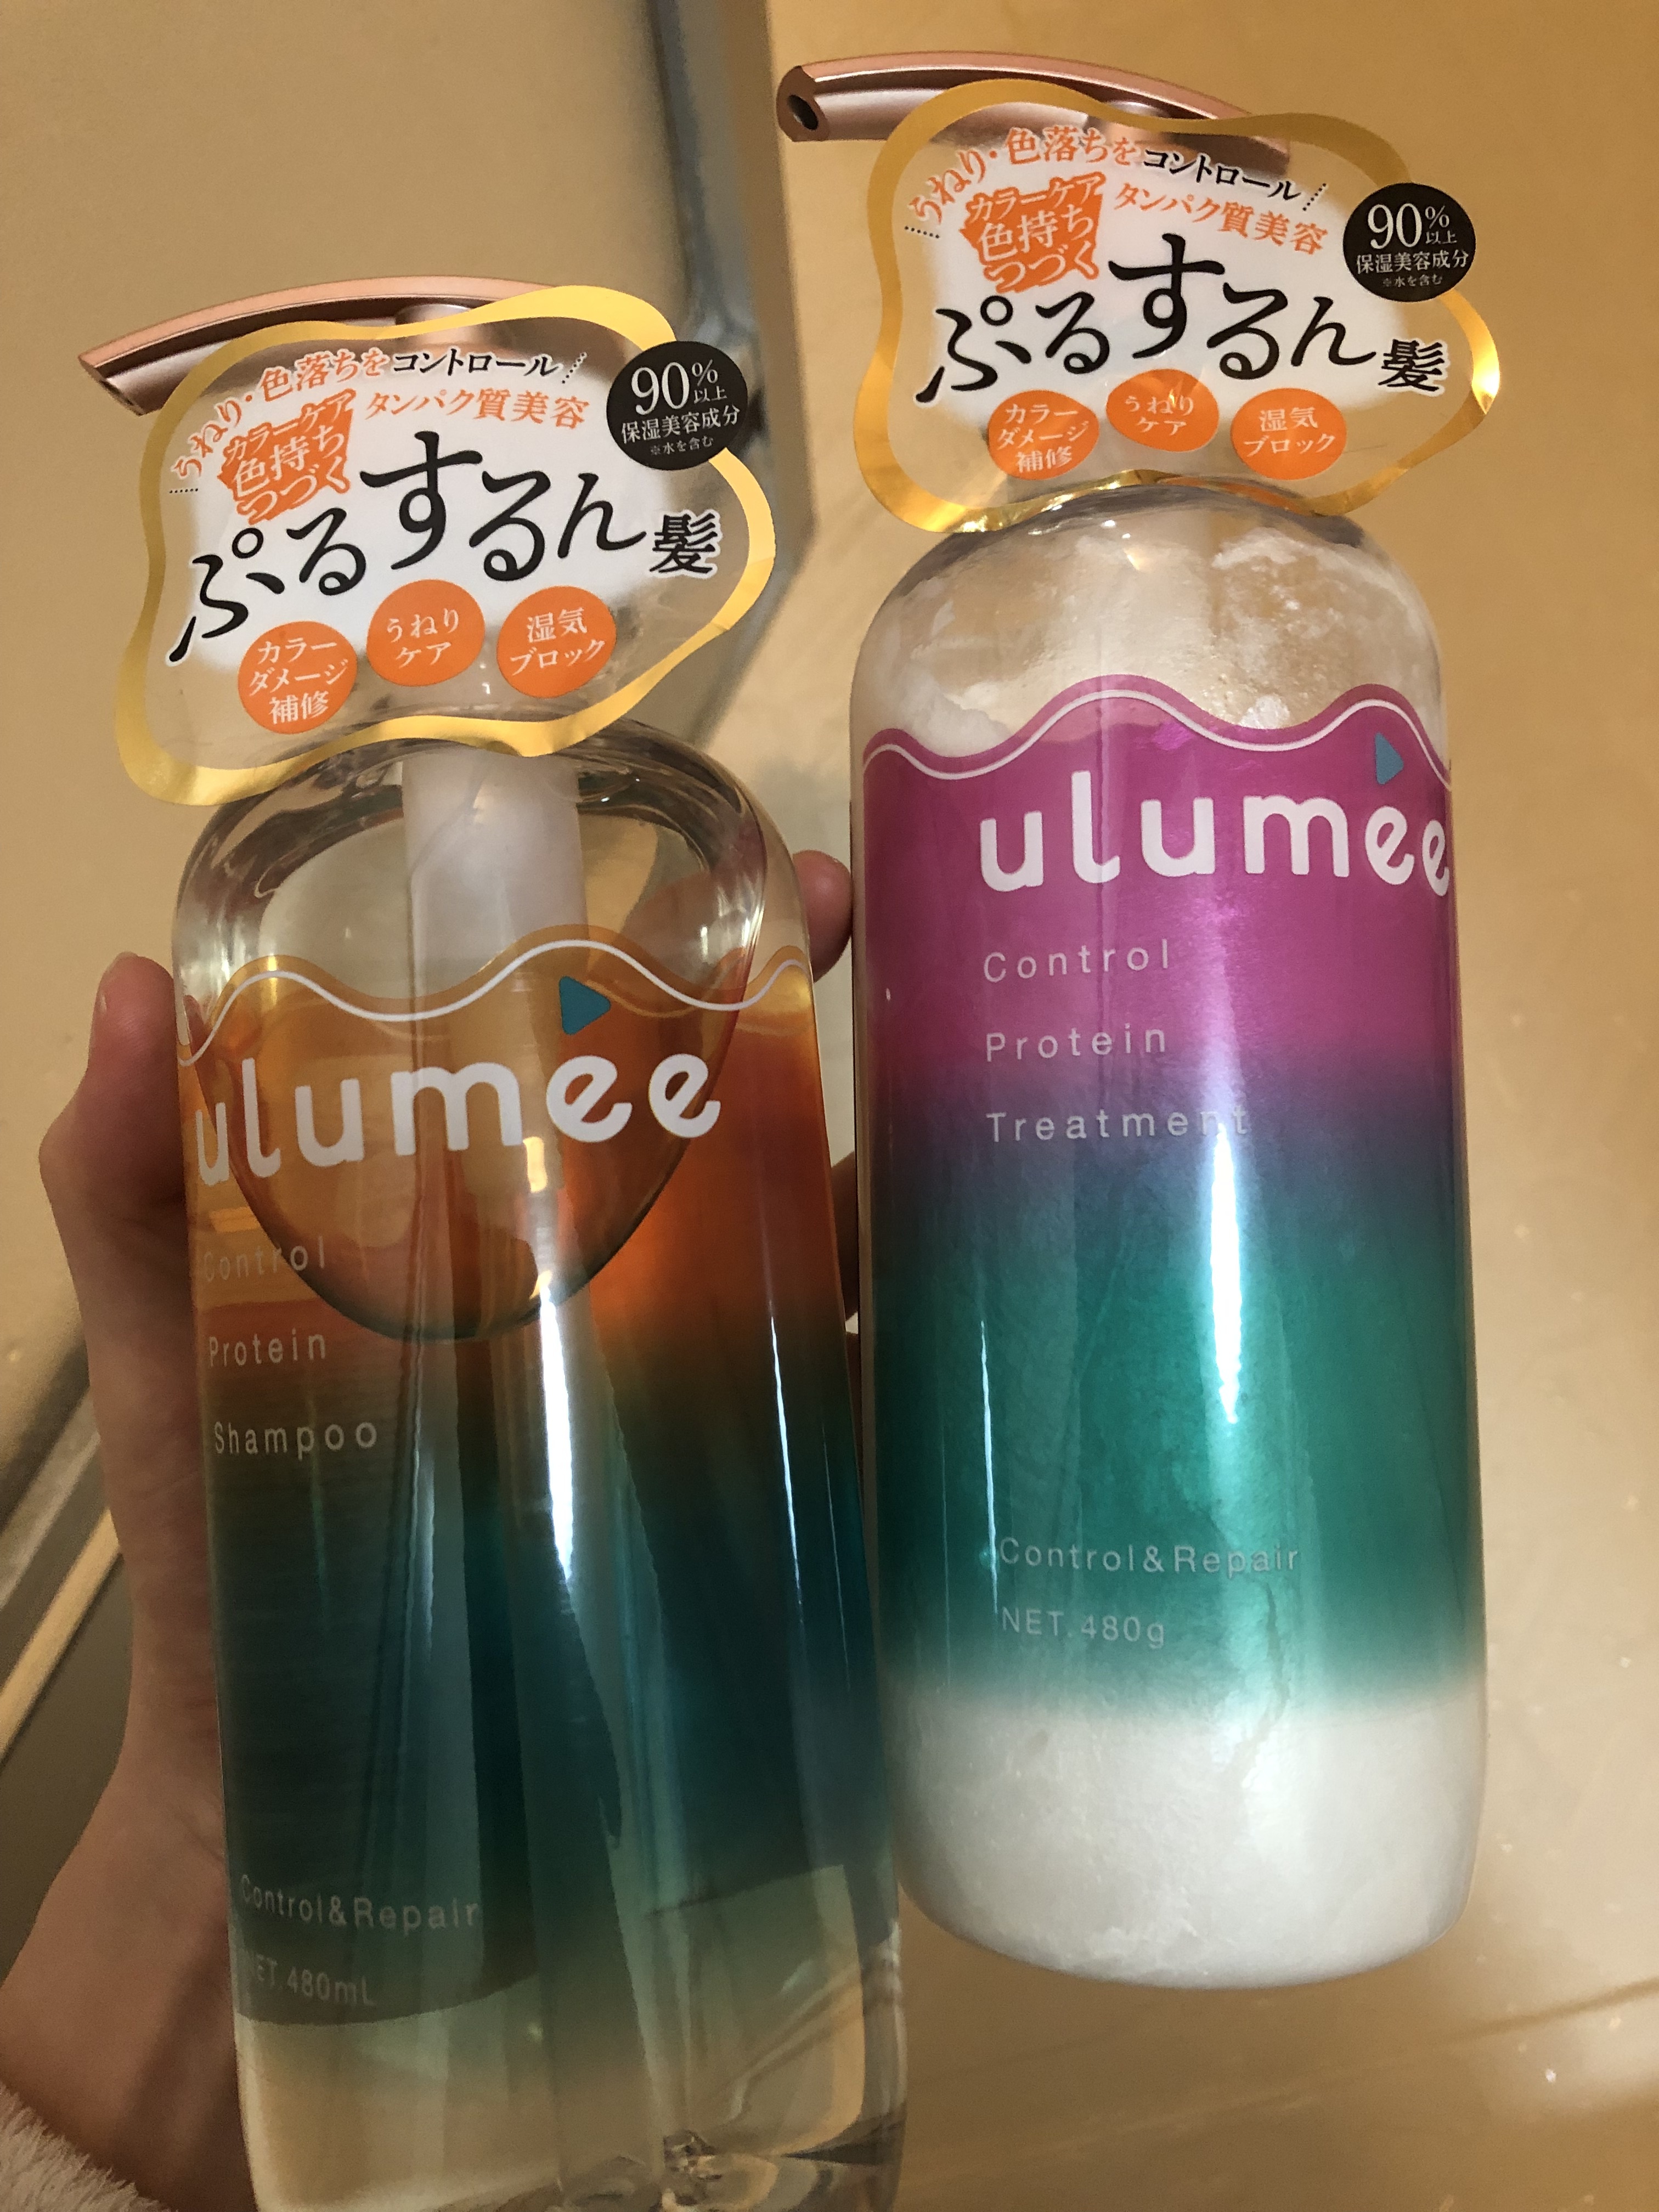 うねり・色落ちをコントロール
カラーケア
色持ち
つづく
タンパク質美容
ぷるするん髪
90%以上
保湿美容成分
※水を含む
カラー
ダメージ
補修
うねり
ケア
湿気
ブロック
ulumee
Control
Protein
Shampoo
Control&Repair
NET.480mL
うねり・色落ちをコントロール
カラーケア
色持ち
つづく
タンパク質美容
ぷるするん髪
90%以上
保湿美容成分
※水を含む
カラー
ダメージ
補修
うねり
ケア
湿気
ブロック
ulumee
Control
Protein
Treatment
Control&Repair
NET.480g